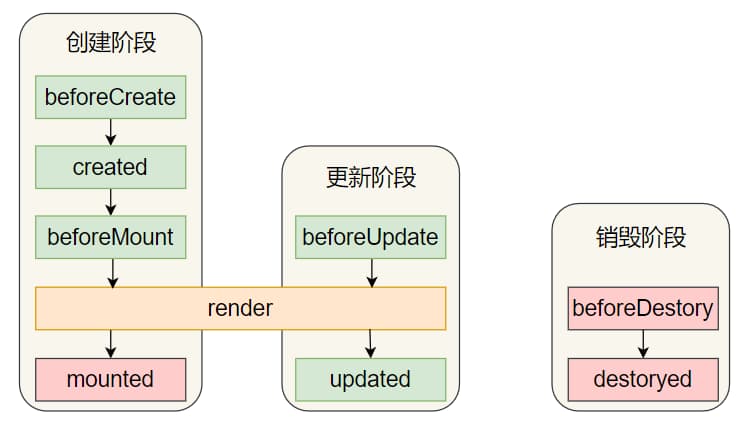 创建阶段
beforeCreate
created
beforeMount
render
mounted
更新阶段
beforeUpdate
updated
销毁阶段
beforeDestory
destoryed